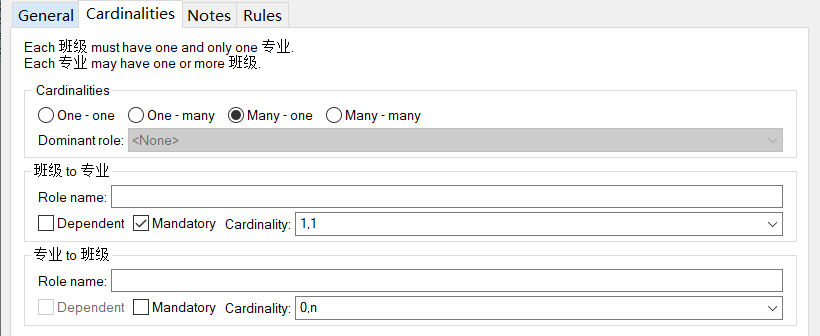 General Cardinalities Notes Rules
Each 班级 must have one and only one 专业.
Each 专业 may have one or more 班级.
Cardinalities
One - one One - many Many - one Many - many
Dominant role: <None>
班级 to 专业
Role name:
Dependent Mandatory Cardinality: 1,1
专业 to 班级
Role name:
Dependent Mandatory Cardinality: 0,n